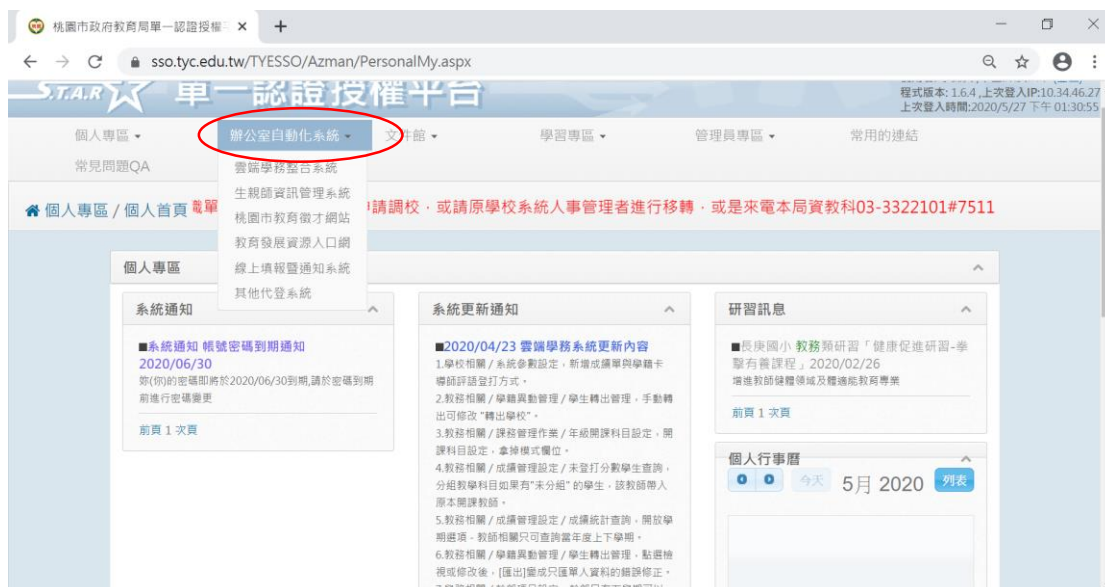 桃園市政府教育局單一認證授權
sso.tyc.edu.tw/TYESSO/Azman/PersonalMy.aspx
S.T.A.R 單一認證授權平台
程式版本: 1.6.4 ,上次登入IP:10.34.46.27
上次登入時間:2020/5/27 下午 01:30:55
個人專區 辦公室自動化系統 文件館 學習專區 管理員專區 常用的連結
常見問題QA
雲端學務整合系統
生親師資訊管理系統
桃園市教育徵才網站
教育發展資源入口網
線上填報暨通知系統
其他代登系統
個人專區 / 個人首頁 請調校，或請原學校系統人事管理者進行移轉，或是來電本局資教科03-3322101#7511
個人專區
系統通知
■系統通知 帳號密碼到期通知
2020/06/30
妳(你)的密碼即將於2020/06/30到期,請於密碼到期
前進行密碼變更
前頁 1 次頁
系統更新通知
■2020/04/23 雲端學務系統更新內容
1.學校相關 / 系統參數設定，新增成績單與學籍卡
導師評語登打方式。
2.教務相關 / 學籍異動管理 / 學生轉出管理，手動轉
出可修改 "轉出學校"。
3.教務相關 / 課務管理作業 / 年級開課科目設定，開
課科目設定，拿掉模式欄位。
4.教務相關 / 成績管理設定 / 未登打分數學生查詢，
分組教學科目如果有"未分組" 的學生，該教師帶入
原本開課教師。
5.教務相關 / 成績管理設定 / 成績統計查詢，開放學
期選項，教師相關只可查詢當年度上下學期。
6.教務相關 / 學籍異動管理 / 學生轉出管理，點選檢
視或修改後，[匯出]變成只匯單人資料的錯誤修正。
研習訊息
■長庚國小 教務類研習「健康促進研習-拳
擊有養課程」2020/02/26
增進教師健體領域及體適能教育專業
前頁 1 次頁
個人行事曆
今天 5月 2020 列表